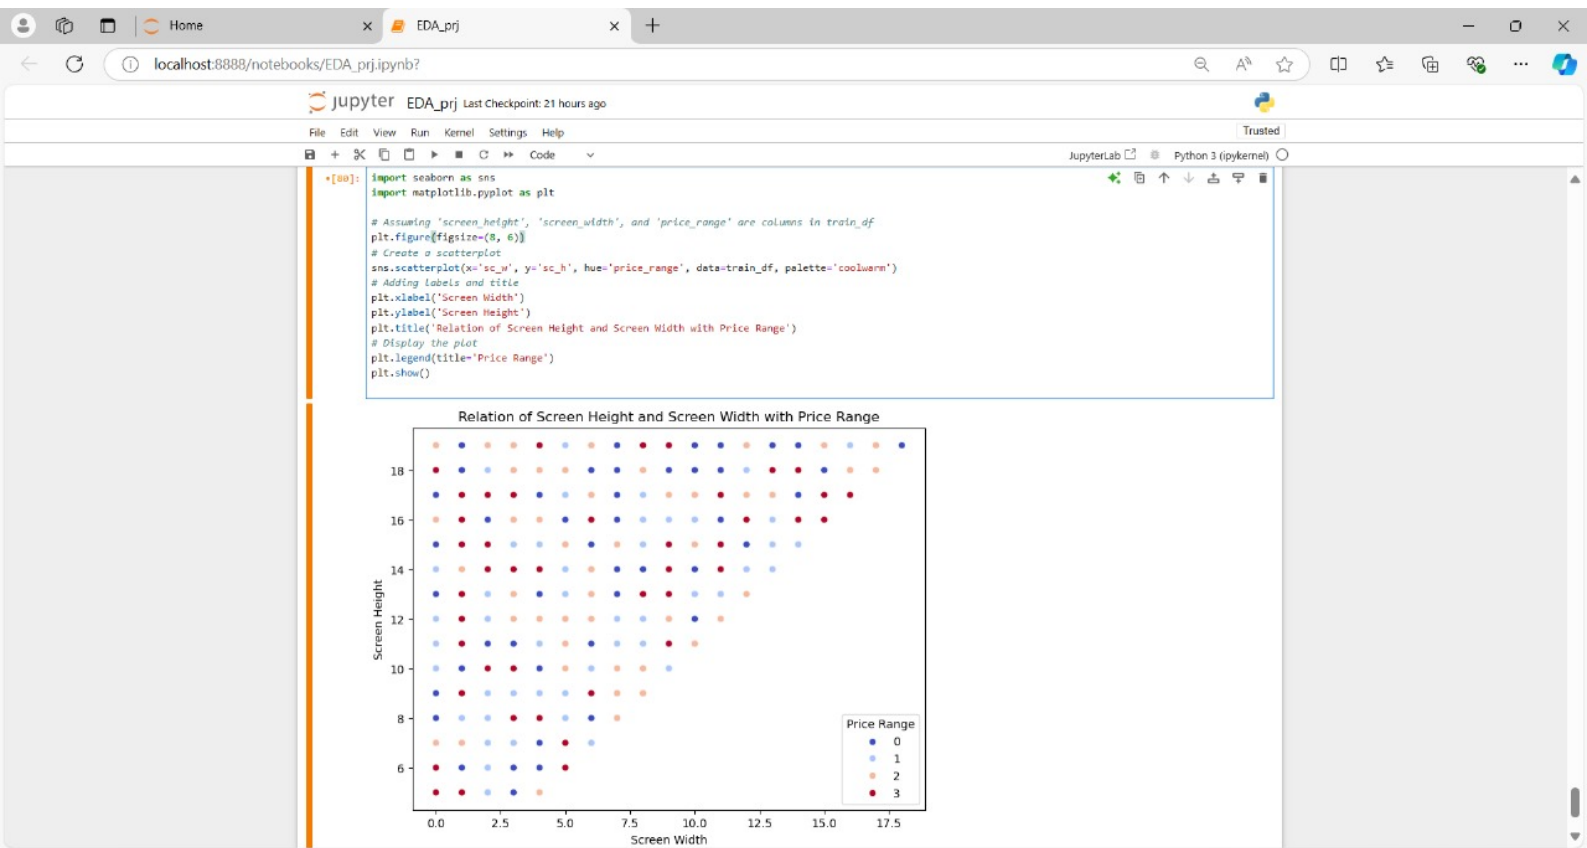 Home
EDA_prj
localhost:8888/notebooks/EDA_prj.ipynb?
jupyter EDA_prj Last Checkpoint: 21 hours ago
File Edit View Run Kernel Settings Help
Trusted
Code
JupyterLab
Python 3 (ipykernel)
[80]:
import seaborn as sns
import matplotlib.pyplot as plt
# Assuming 'screen_height', 'screen_width', and 'price_range' are columns in train_df
plt.figure(figsize=(8, 6))
# Create a scatterplot
sns.scatterplot(x='sc_w', y='sc_h', hue='price_range', data=train_df, palette='coolwarm')
# Adding labels and title
plt.xlabel('Screen Width')
plt.ylabel('Screen Height')
plt.title('Relation of Screen Height and Screen Width with Price Range')
# Display the plot
plt.legend(title='Price Range')
plt.show()
Relation of Screen Height and Screen Width with Price Range
18
16
14
12
10
8
6
Screen Height
Price Range
0
1
2
3
0.0 2.5 5.0 7.5 10.0 12.5 15.0 17.5
Screen Width